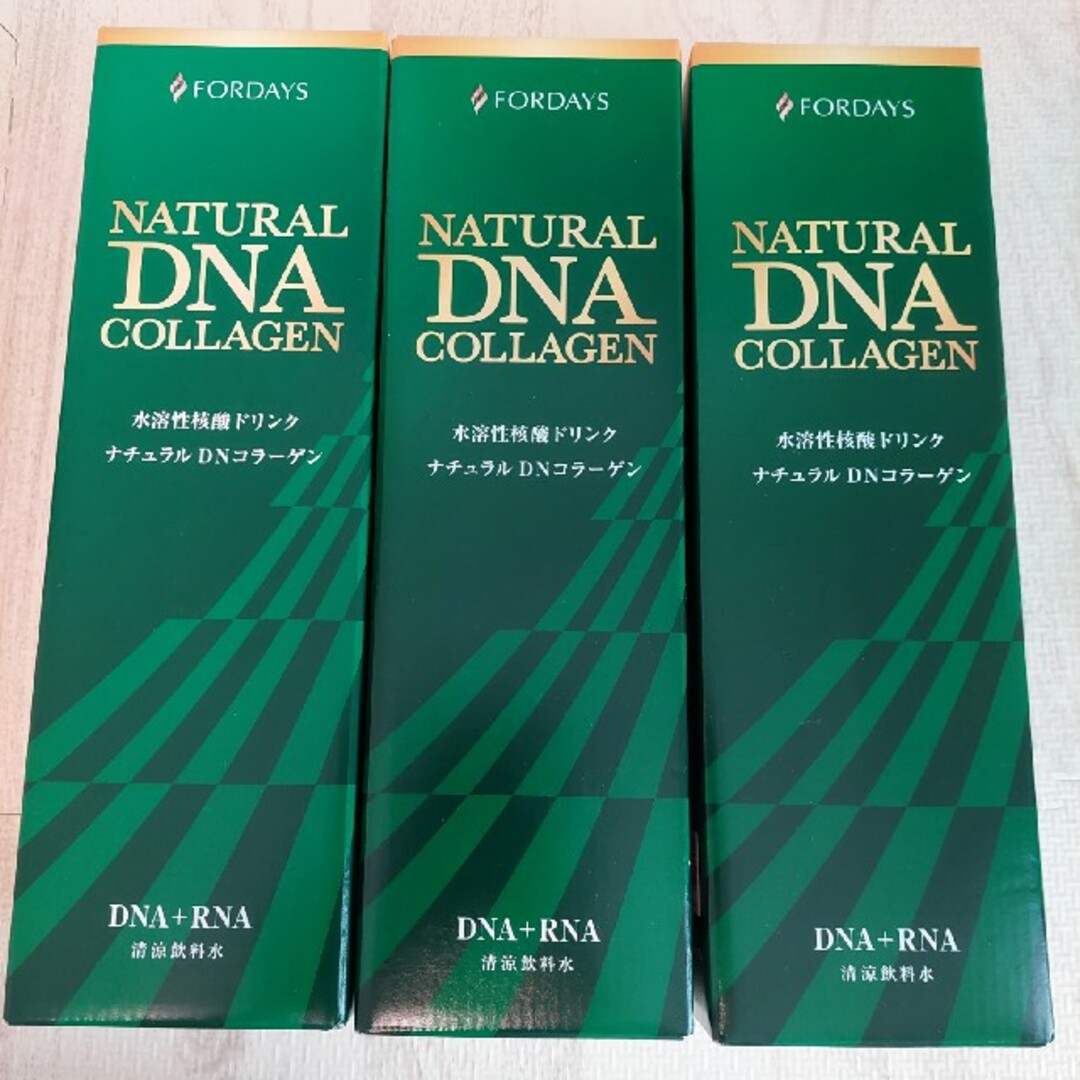 FORDAYS
NATURAL
DNA
COLLAGEN
水溶性核酸ドリンク
ナチュラル DNコラーゲン
DNA+RNA
清涼飲料水
FORDAYS
NATURAL
DNA
COLLAGEN
水溶性核酸ドリンク
ナチュラル DNコラーゲン
DNA+RNA
清涼飲料水
FORDAYS
NATURAL
DNA
COLLAGEN
水溶性核酸ドリンク
ナチュラル DNコラーゲン
DNA+RNA
清涼飲料水